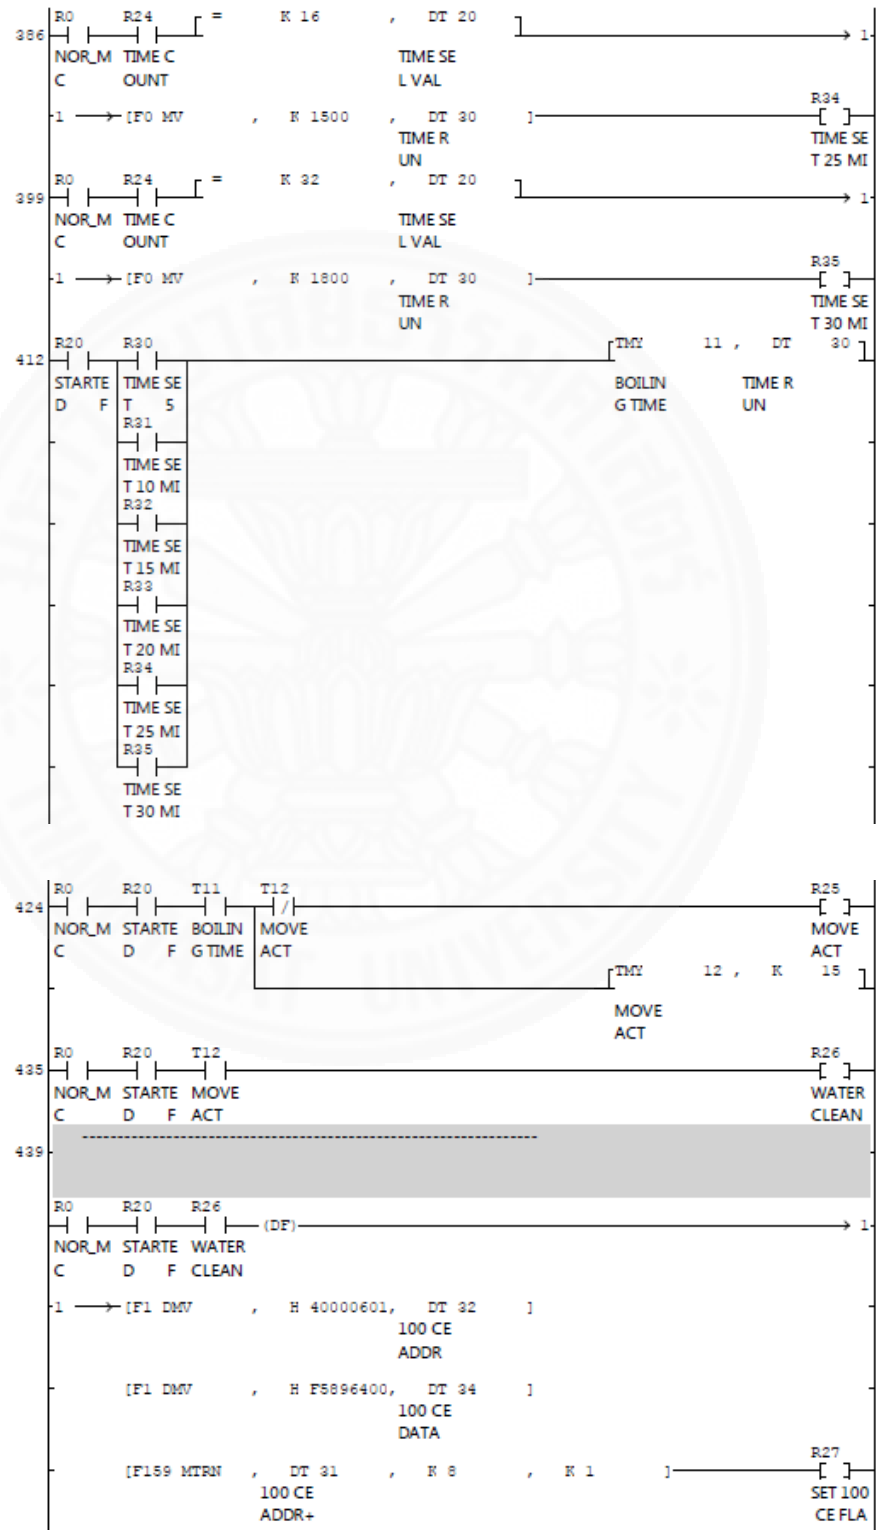 R0 R24 = K 16 , DT 20
386 1
NOR_M TIME C TIME SE
C OUNT L VAL
R34
1 [F0 MV , K 1500 , DT 30 ]
TIME R TIME SE
UN T 25 MI
R0 R24 = K 32 , DT 20
399 1
NOR_M TIME C TIME SE
C OUNT L VAL
R35
1 [F0 MV , K 1800 , DT 30 ]
TIME R TIME SE
UN T 30 MI
R20 R30 TMY 11 , DT 30
412
STARTE TIME SE BOILIN TIME R
D F T 5 G TIME UN
R31
TIME SE
T 10 MI
R32
TIME SE
T 15 MI
R33
TIME SE
T 20 MI
R34
TIME SE
T 25 MI
R35
TIME SE
T 30 MI
R0 R20 T11 T12 R25
424
NOR_M STARTE BOILIN MOVE MOVE
C D F G TIME ACT ACT
TMY 12 , K 15
MOVE
ACT
R0 R20 T12 R26
435
NOR_M STARTE MOVE WATER
C D F ACT CLEAN
439
R0 R20 R26
(DF) 1
NOR_M STARTE WATER
C D F CLEAN
1 [F1 DMV , H 40000601, DT 32 ]
100 CE
ADDR
[F1 DMV , H F5896400, DT 34 ]
100 CE
DATA
R27
[F159 MTRN , DT 31 , K 8 , K 1 ]
100 CE SET 100
ADDR+ CE FLA